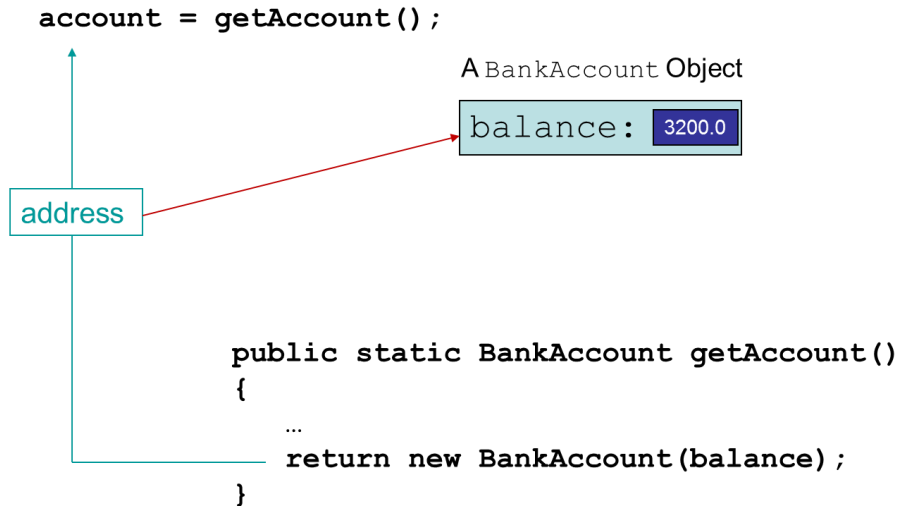 account = getAccount();
A BankAccount Object
balance: 3200.0
address
public static BankAccount getAccount()
{
…
return new BankAccount(balance);
}